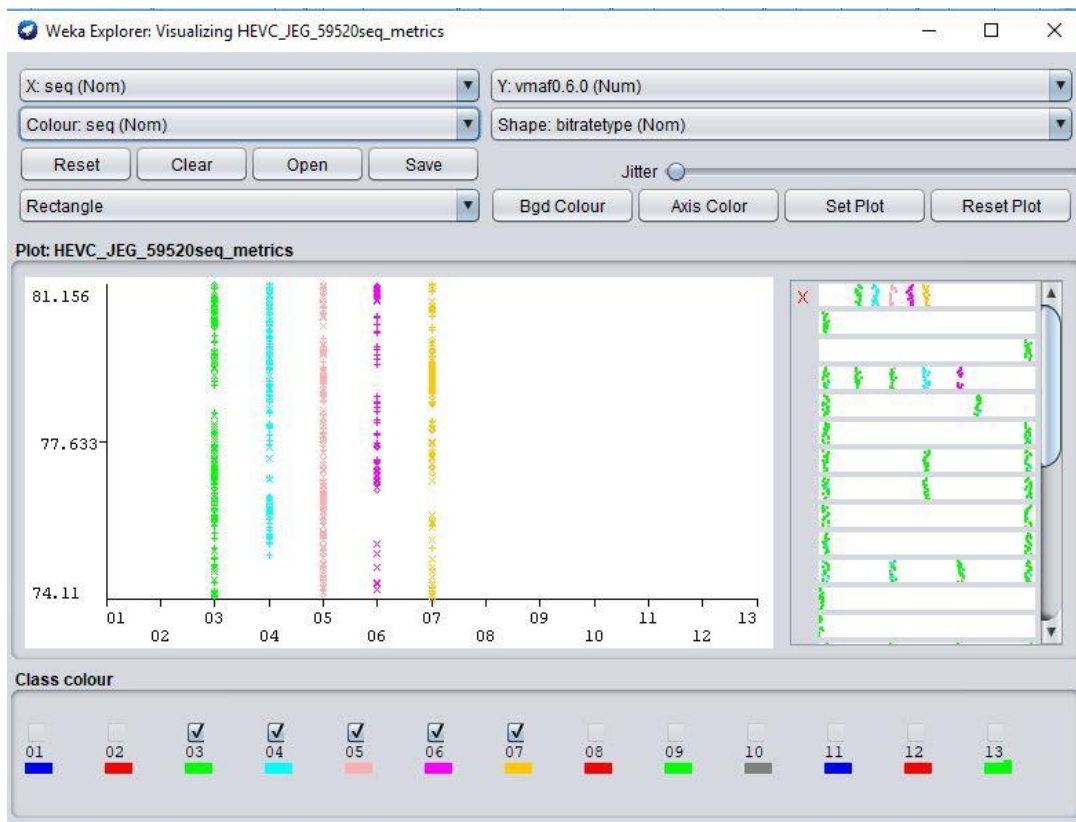 Weka Explorer: Visualizing HEVC_JEG_59520seq_metrics
X: seq (Nom) Y: vmaf0.6.0 (Num)
Colour: seq (Nom) Shape: bitratetype (Nom)
Reset Clear Open Save Jitter
Rectangle Bgd Colour Axis Color Set Plot Reset Plot
Plot: HEVC_JEG_59520seq_metrics
81.156 X
77.633
74.11
01 03 05 07 09 11 13
02 04 06 08 10 12
Class colour
01 02 03 04 05 06 07 08 09 10 11 12 13